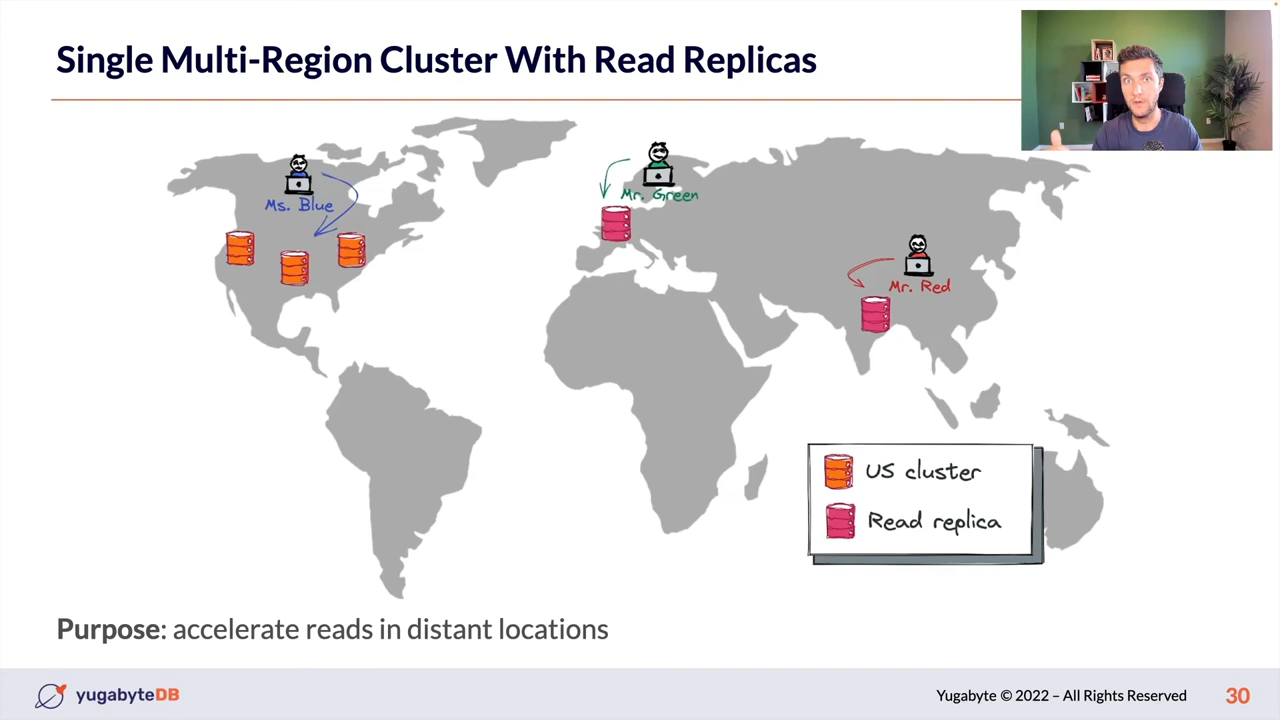 Single Multi-Region Cluster With Read Replicas
Ms. Blue
Mr. Green
Mr. Red
US cluster
Read replica
Purpose: accelerate reads in distant locations
yugabyteDB
Yugabyte © 2022 – All Rights Reserved
30